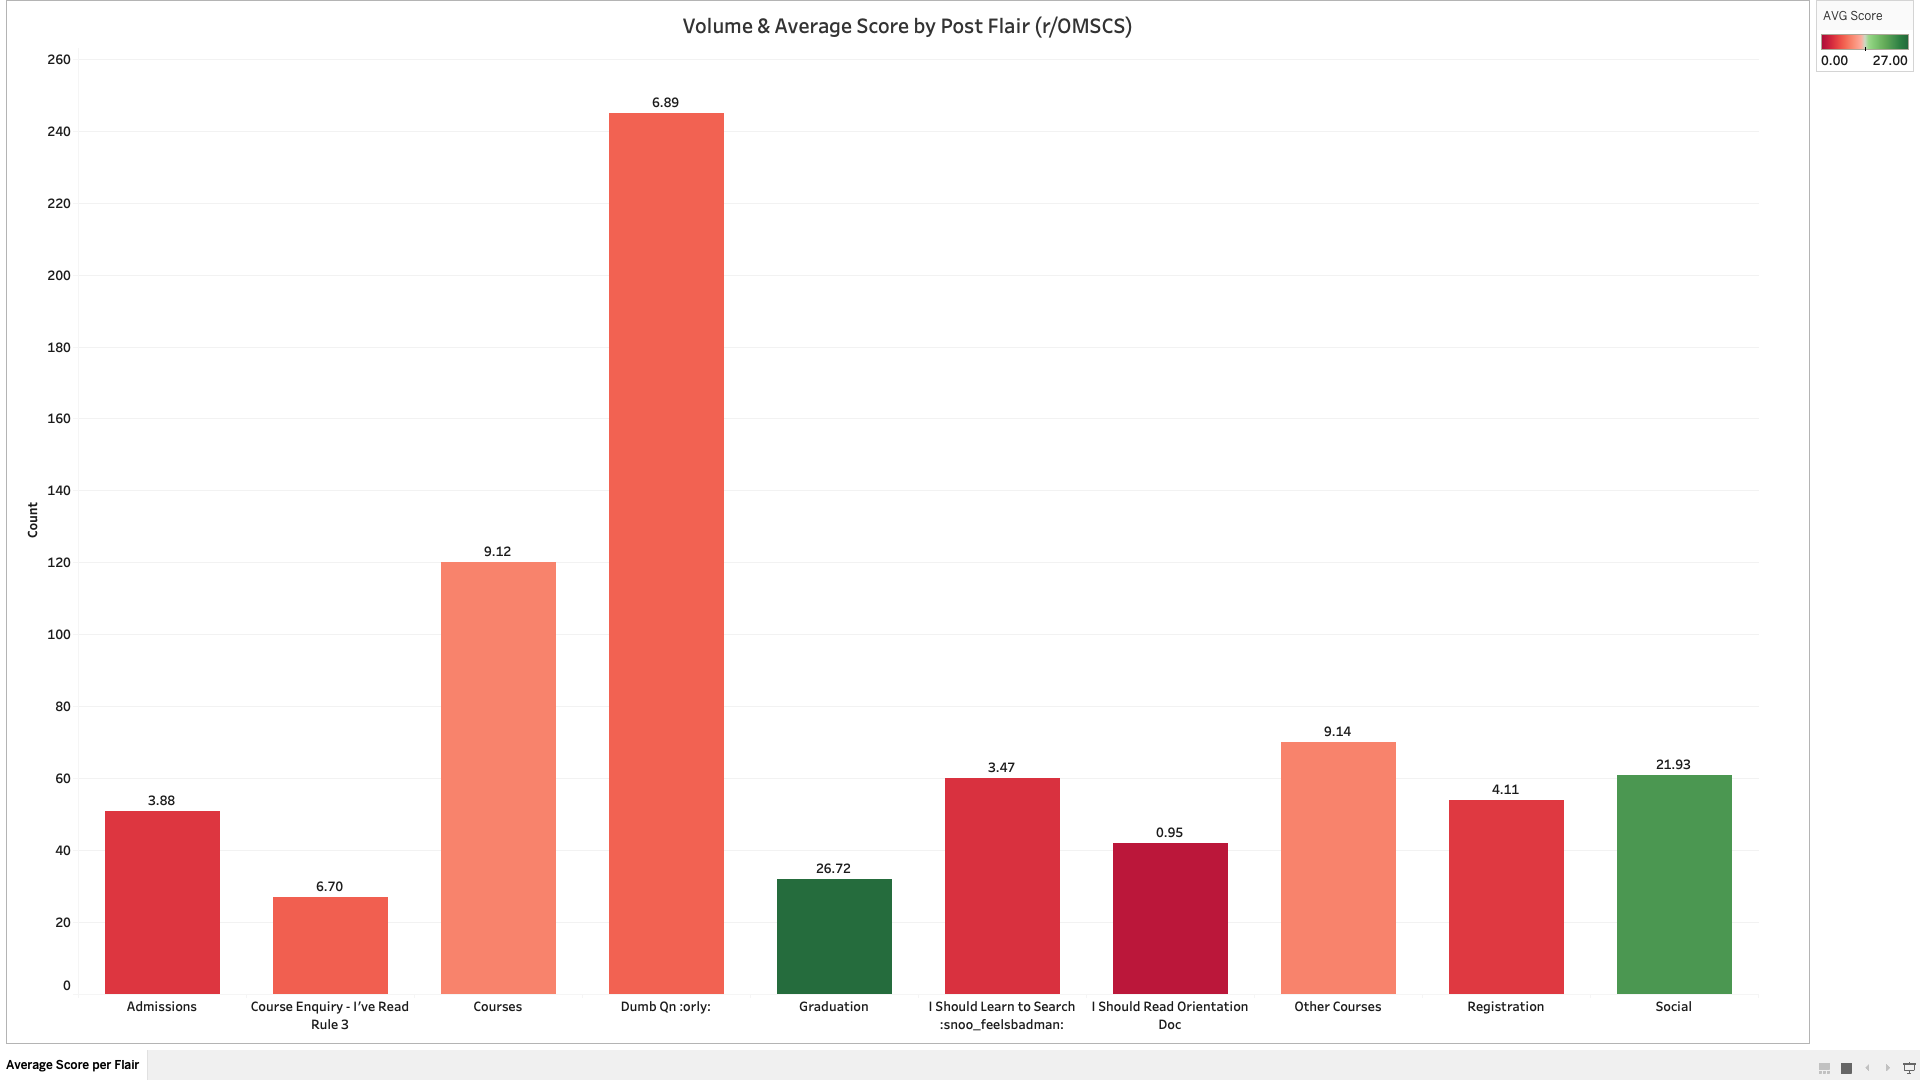 Volume & Average Score by Post Flair (r/OMSCS)
AVG Score
0.00 27.00
260
240
220
200
180
160
140
120
100
80
60
40
20
0
Count
6.89
9.12
9.14
21.93
3.47
4.11
3.88
0.95
26.72
6.70
Admissions
Course Enquiry - I’ve Read
Rule 3
Courses
Dumb Qn :orly:
Graduation
I Should Learn to Search
:snoo_feelsbadman:
I Should Read Orientation
Doc
Other Courses
Registration
Social
Average Score per Flair